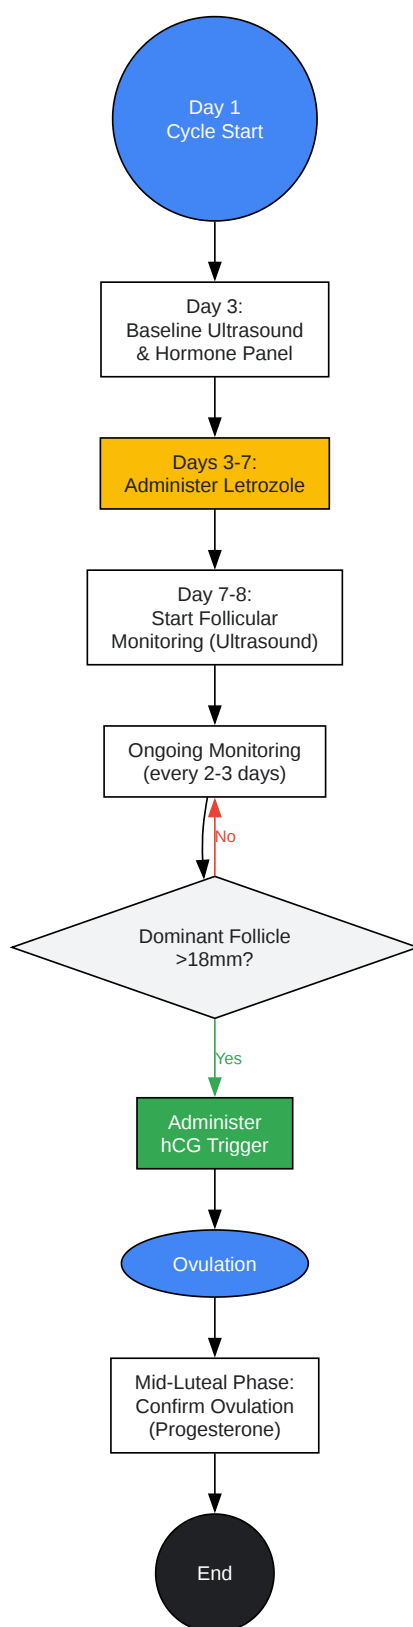 Day 1
Cycle Start
Day 3:
Baseline Ultrasound
& Hormone Panel
Days 3-7:
Administer Letrozole
Day 7-8:
Start Follicular
Monitoring (Ultrasound)
Ongoing Monitoring
(every 2-3 days)
No
Dominant Follicle
>18mm?
Yes
Administer
hCG Trigger
Ovulation
Mid-Luteal Phase:
Confirm Ovulation
(Progesterone)
End